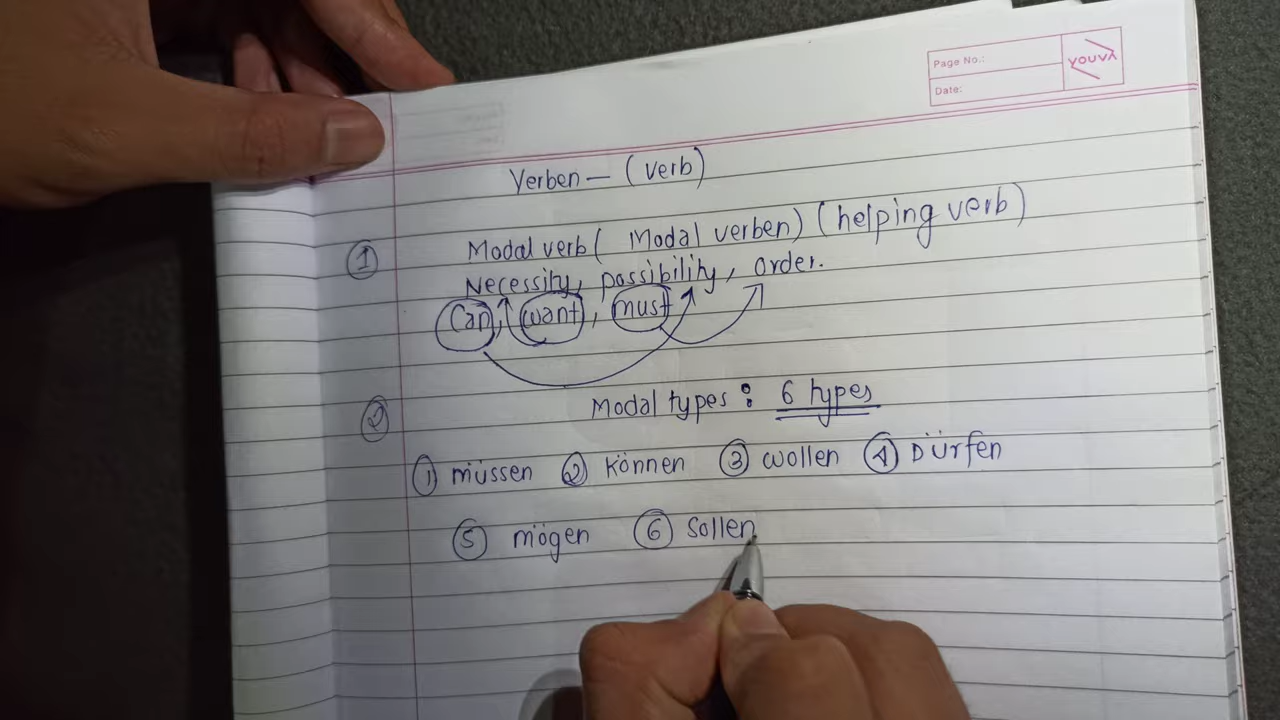 Page No.:
Date:
YOUVA
Verben – (verb)
① Modal verb ( Modal verben) (helping verb)
Necessity, possibility, order.
Can, want, must
② Modal types : 6 types
① müssen ② können ③ wollen ④ Dürfen
⑤ mögen ⑥ Sollen